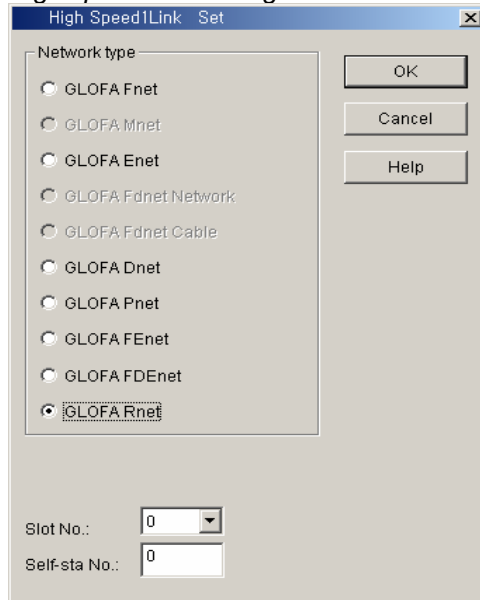 High Speed1Link Set
Network type
GLOFA Fnet
GLOFA Mnet
GLOFA Enet
GLOFA Fdnet Network
GLOFA Fdnet Cable
GLOFA Dnet
GLOFA Pnet
GLOFA FEnet
GLOFA FDEnet
GLOFA Rnet
OK
Cancel
Help
Slot No.: 0
Self-sta No.: 0